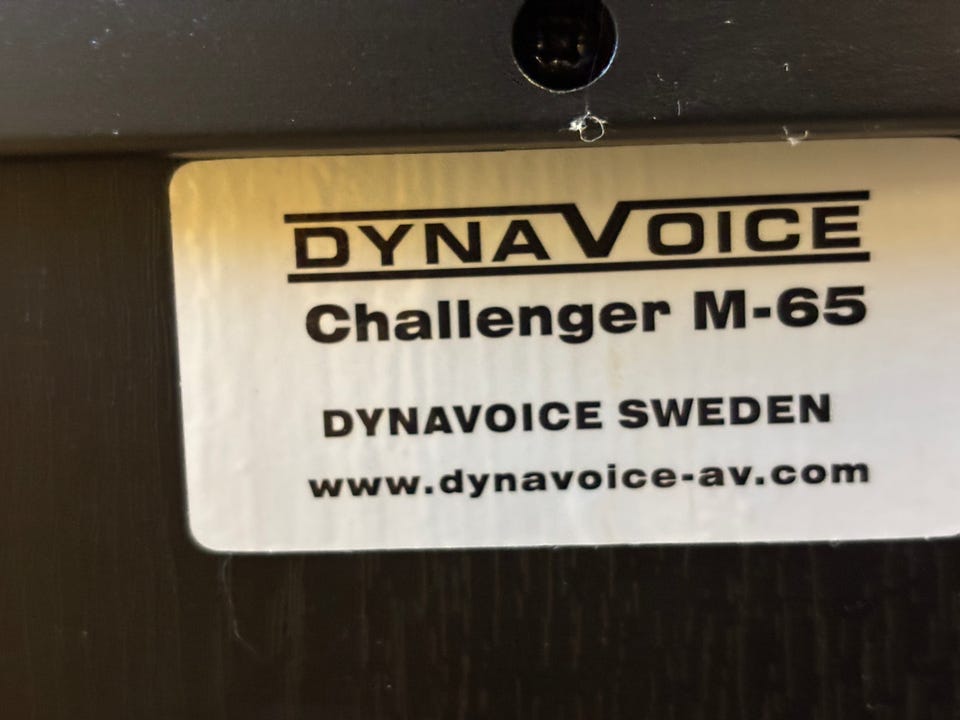 DYNAVOICE
Challenger M-65
DYNAVOICE SWEDEN
www.dynavoice-av.com